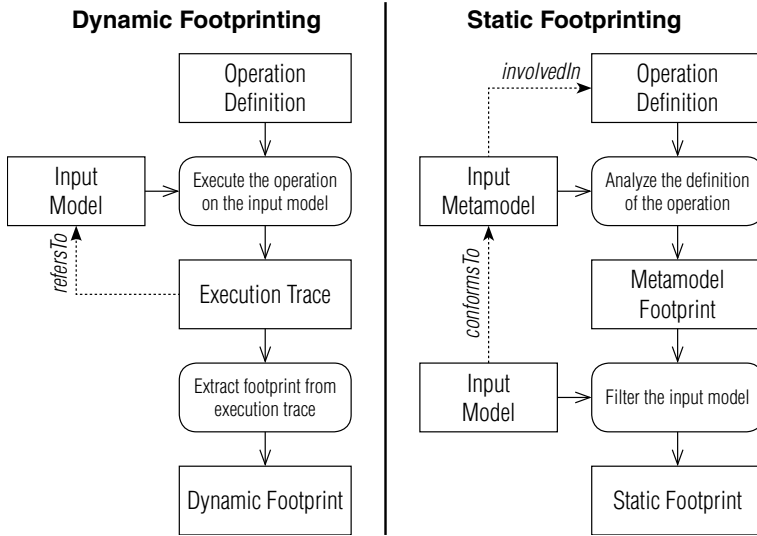 Dynamic Footprinting
Operation
Definition
Input
Model
Execute the operation
on the input model
refersTo
Execution Trace
Extract footprint from
execution trace
Dynamic Footprint
Static Footprinting
involvedIn
Operation
Definition
Input
Metamodel
Analyze the definition
of the operation
conformsTo
Metamodel
Footprint
Input
Model
Filter the input model
Static Footprint